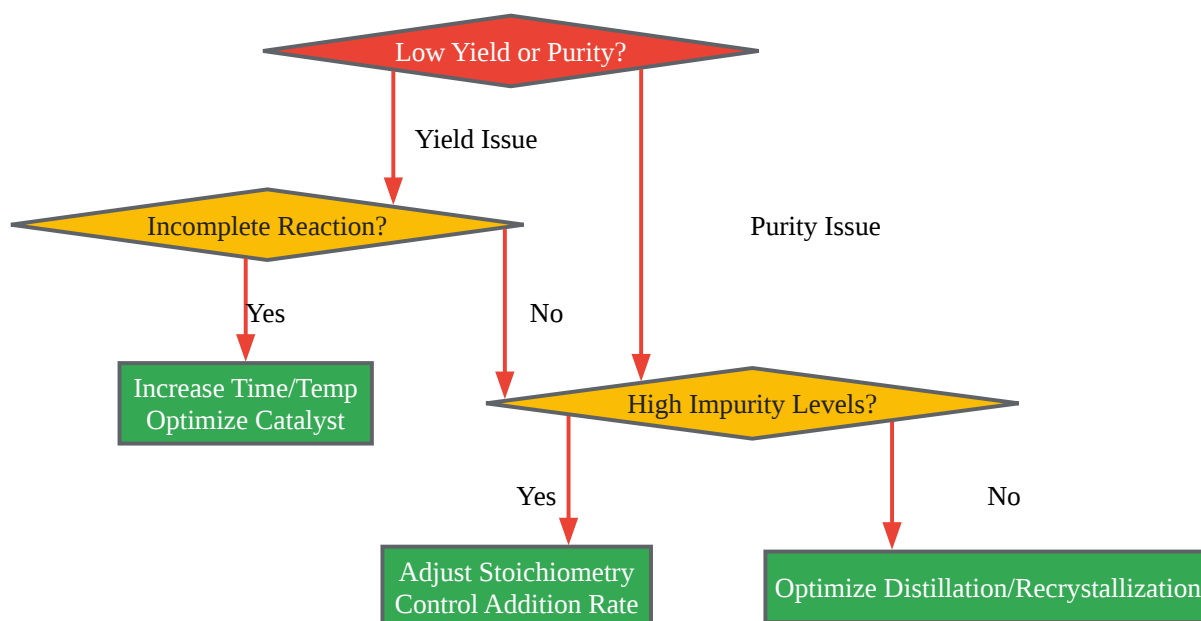 Low Yield or Purity?
Yield Issue
Incomplete Reaction?
Purity Issue
Yes
No
Increase Time/Temp
Optimize Catalyst
High Impurity Levels?
Yes
No
Adjust Stoichiometry
Control Addition Rate
Optimize Distillation/Recrystallization